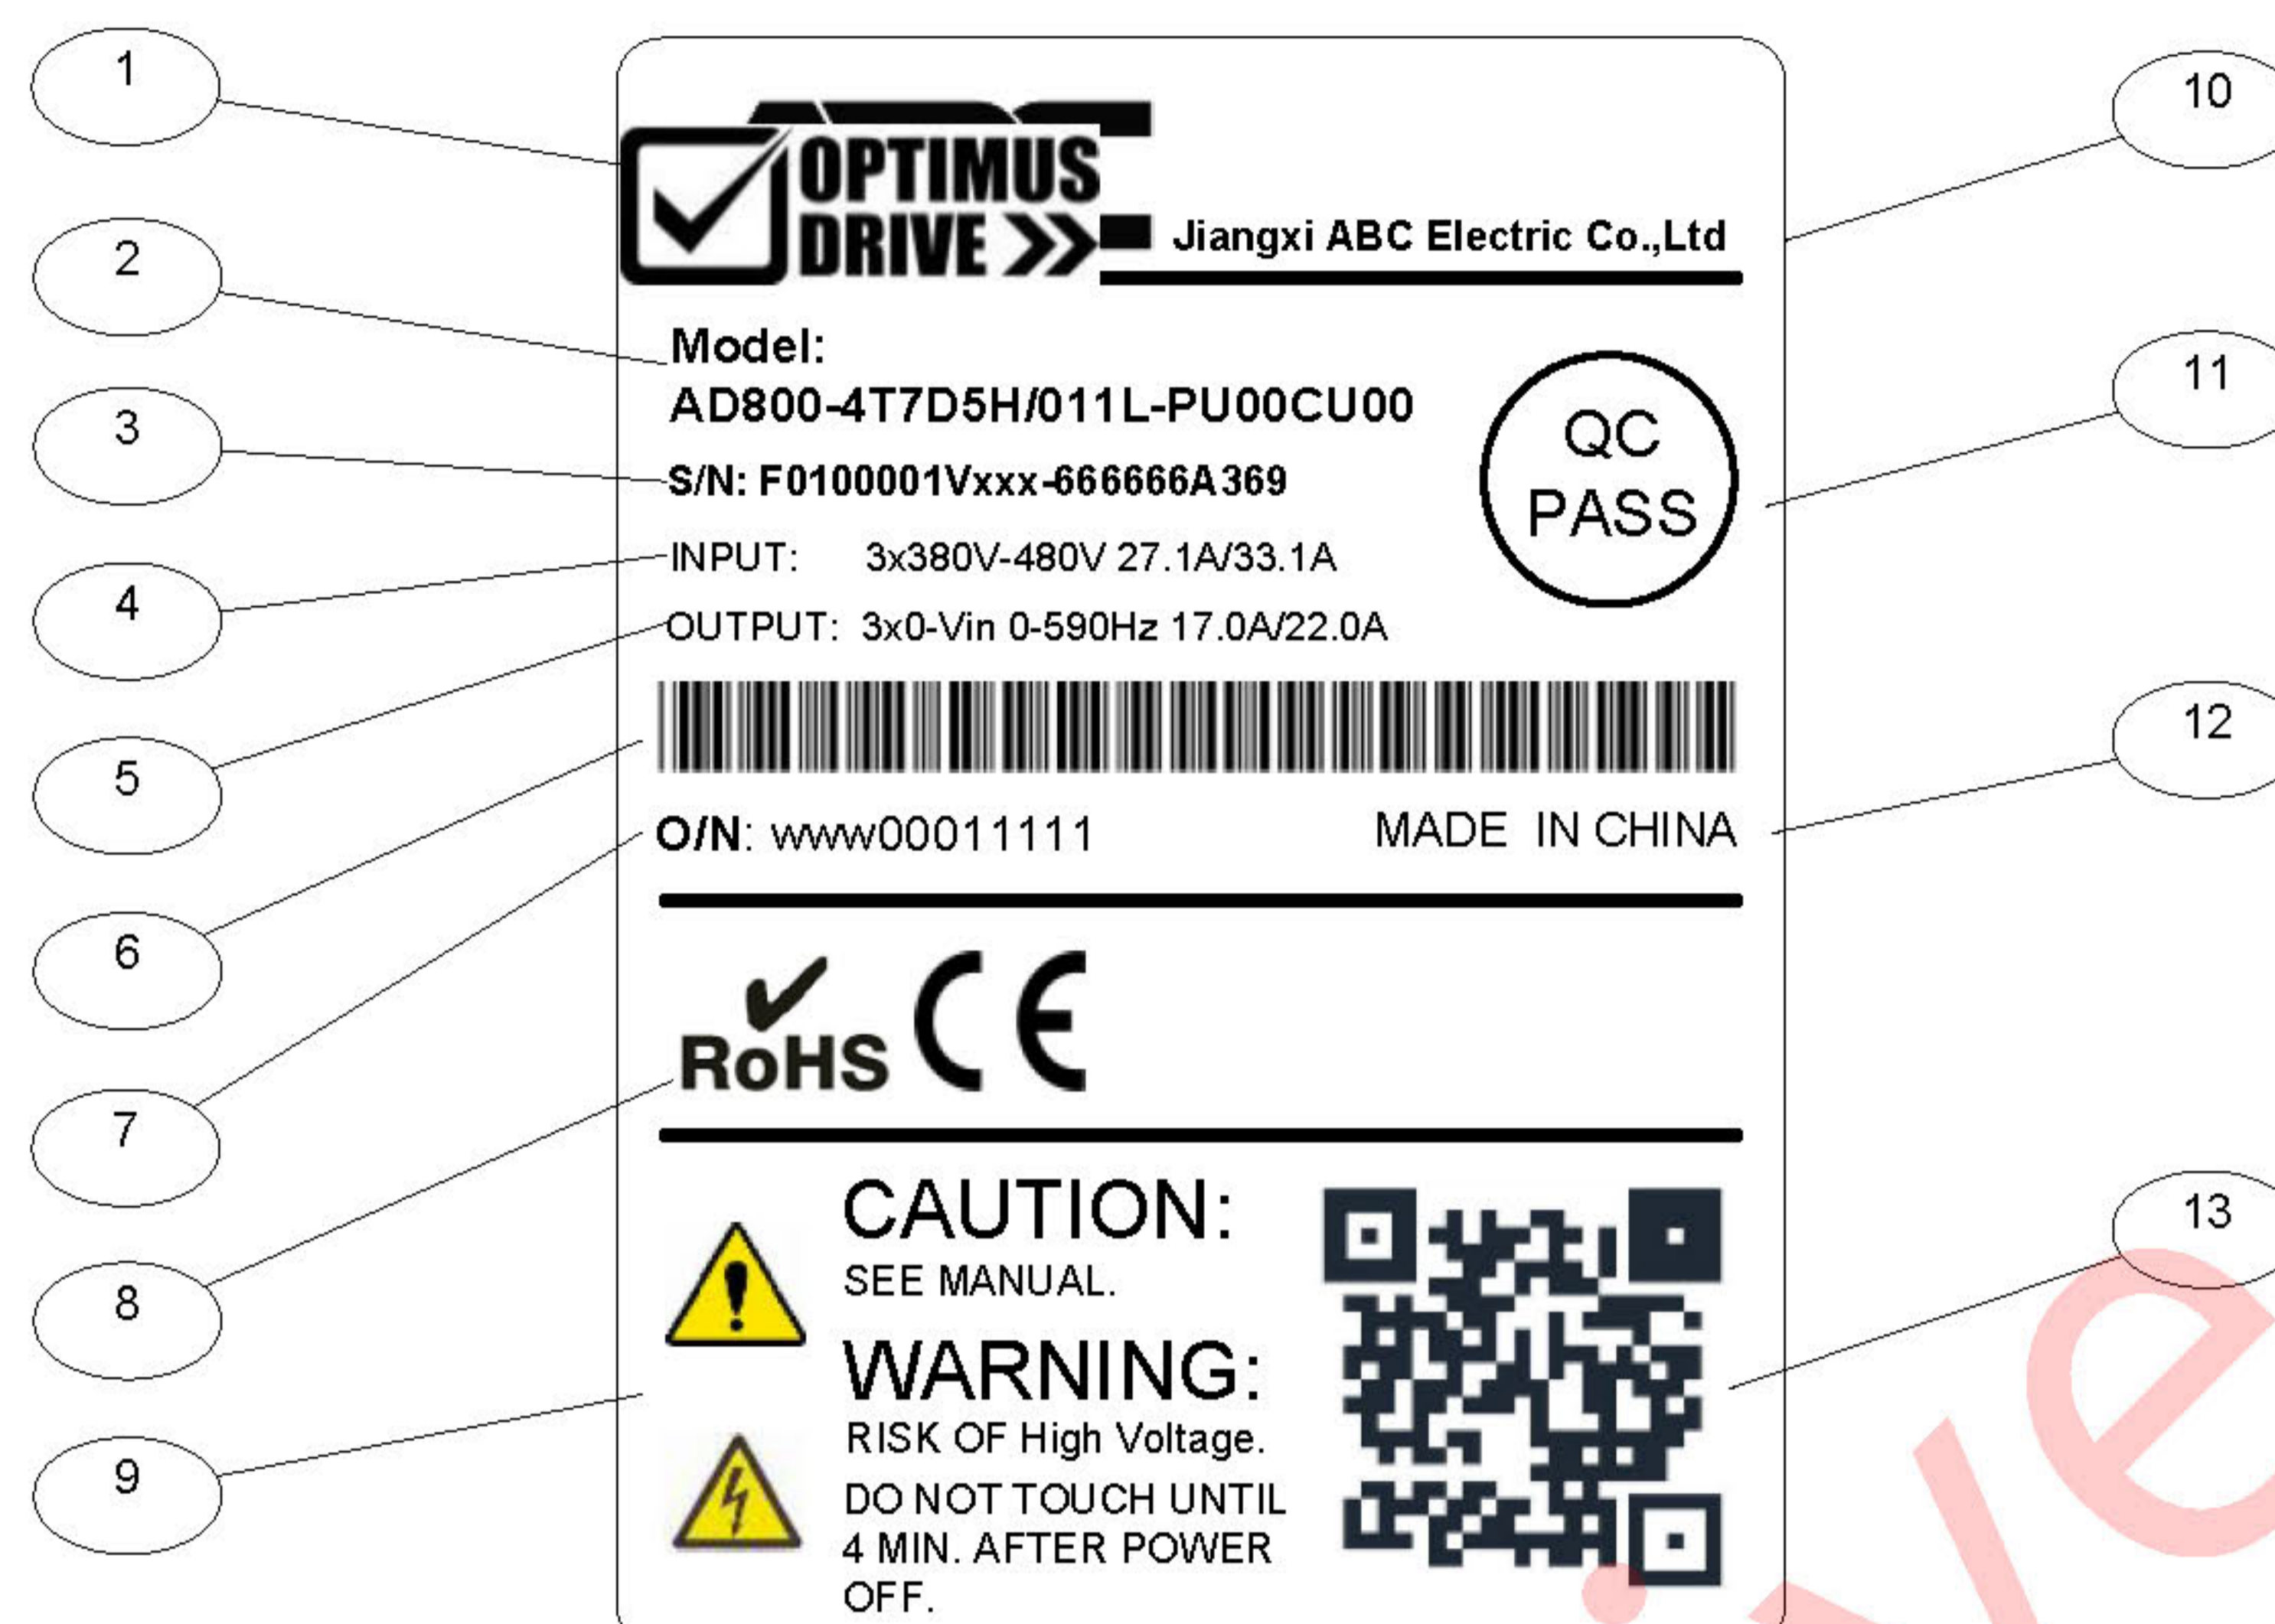 1
10
OPTIMUS
DRIVE
Jiangxi ABC Electric Co.,Ltd
2
Model:
AD800-4T7D5H/011L-PU00CU00
11
QC
PASS
3
S/N: F0100001Vxxx-666666A369
4
INPUT: 3x380V-480V 27.1A/33.1A
5
OUTPUT: 3x0-Vin 0-590Hz 17.0A/22.0A
12
6
7
O/N: www00011111
MADE IN CHINA
8
RoHS CE
13
9
CAUTION:
SEE MANUAL.
WARNING:
RISK OF High Voltage.
DO NOT TOUCH UNTIL
4 MIN. AFTER POWER
OFF.